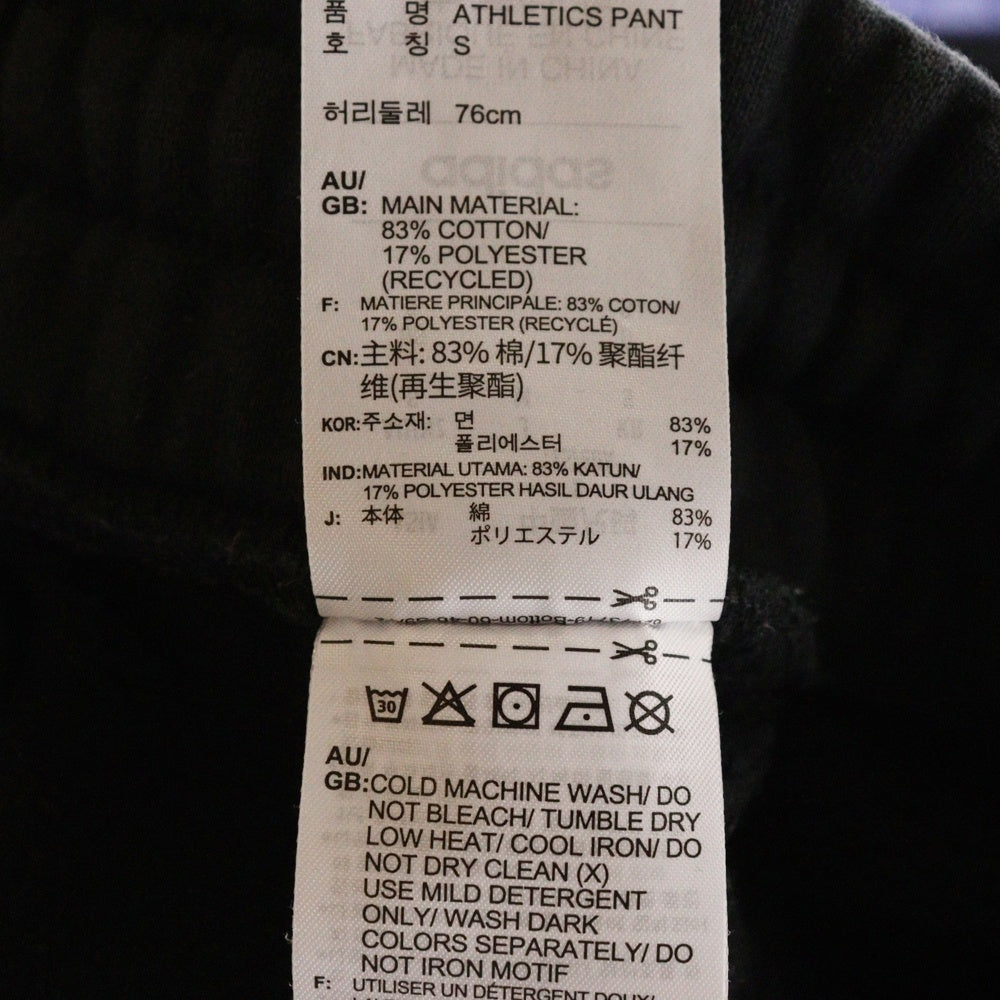 품 명 ATHLETICS PANT
호 칭 S
허리둘레 76cm
AU/
GB: MAIN MATERIAL:
83% COTTON/
17% POLYESTER
(RECYCLED)
F: MATIERE PRINCIPALE: 83% COTON/
17% POLYESTER (RECYCLÉ)
CN:主料: 83% 棉/17% 聚酯纤
维(再生聚酯)
KOR:주소재: 면 83%
폴리에스터 17%
IND:MATERIAL UTAMA: 83% KATUN/
17% POLYESTER HASIL DAUR ULANG
J: 本体 綿 83%
ポリエステル 17%
30
AU/
GB:COLD MACHINE WASH/ DO
NOT BLEACH/ TUMBLE DRY
LOW HEAT/ COOL IRON/ DO
NOT DRY CLEAN (X)
USE MILD DETERGENT
ONLY/ WASH DARK
COLORS SEPARATELY/ DO
NOT IRON MOTIF
F: UTILISER UN DÉTERGENT DOUX/